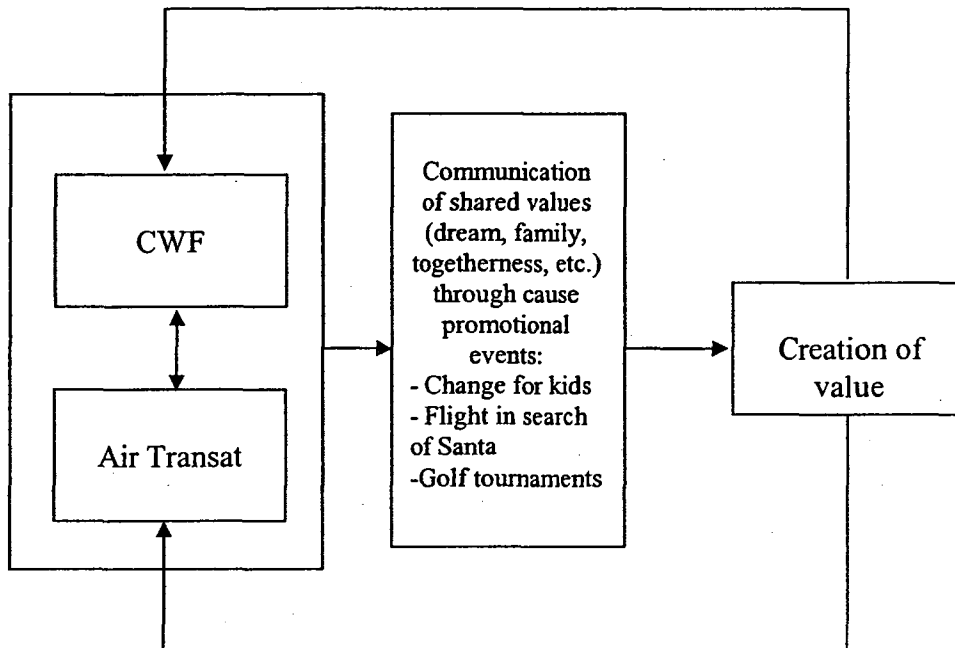 CWF
Air Transat
Communication
of shared values
(dream, family,
togetherness, etc.)
through cause
promotional
events:
- Change for kids
- Flight in search
of Santa
-Golf tournaments
Creation of
value